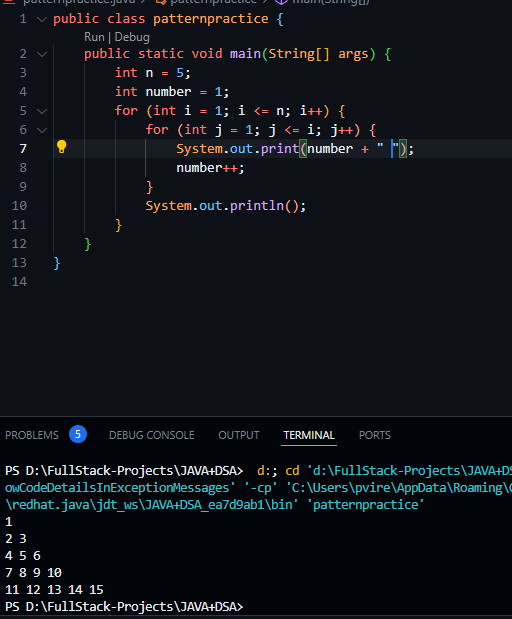 patternpractice.java > patternpractice > main(String[])
1 public class patternpractice {
Run | Debug
2 public static void main(String[] args) {
3 int n = 5;
4 int number = 1;
5 for (int i = 1; i <= n; i++) {
6 for (int j = 1; j <= i; j++) {
7 System.out.print(number + " ");
8 number++;
9 }
10 System.out.println();
11 }
12 }
13 }
14
PROBLEMS 5 DEBUG CONSOLE OUTPUT TERMINAL PORTS
PS D:\FullStack-Projects\JAVA+DSA> d:; cd 'd:\FullStack-Projects\JAVA+DS
owCodeDetailsInExceptionMessages' '-cp' 'C:\Users\pvire\AppData\Roaming\
\redhat.java\jdt_ws\JAVA+DSA_ea7d9ab1\bin' 'patternpractice'
1
2 3
4 5 6
7 8 9 10
11 12 13 14 15
PS D:\FullStack-Projects\JAVA+DSA>